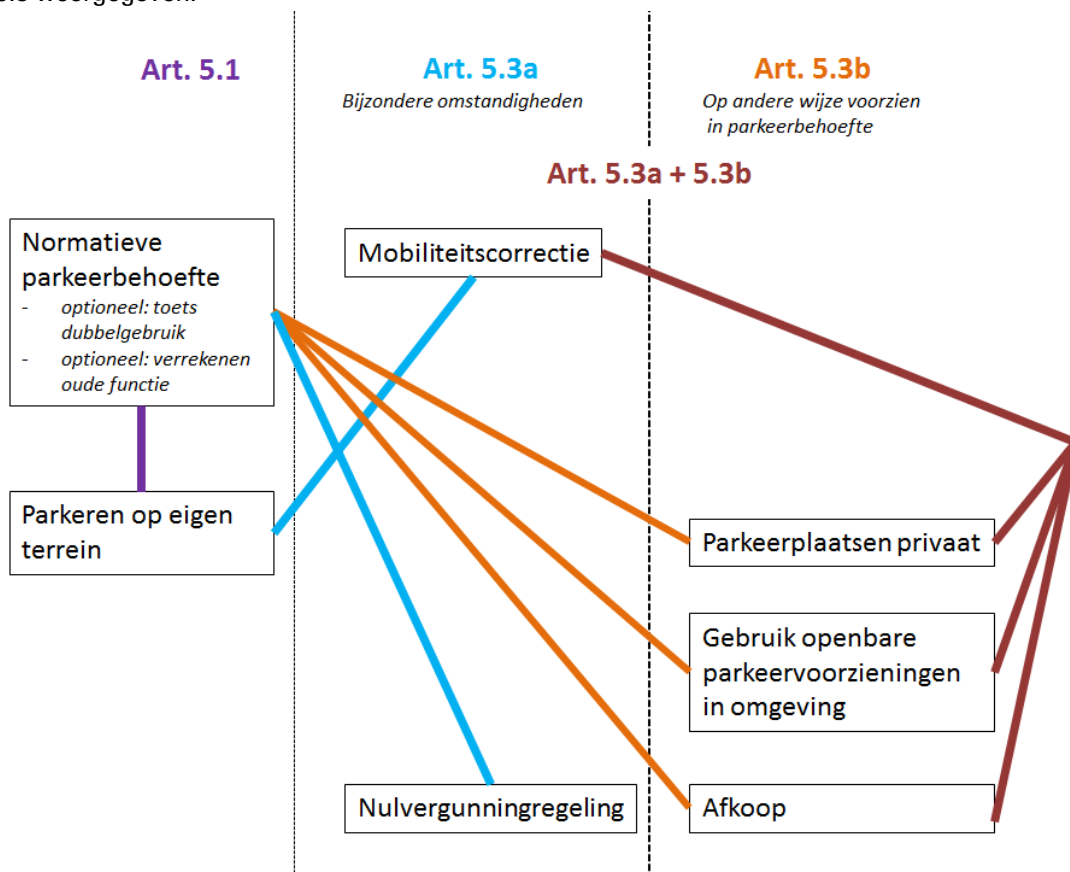 Art. 5.1
Art. 5.3a
Bijzondere omstandigheden
Art. 5.3b
Op andere wijze voorzien
in parkeerbehoefte
Art. 5.3a + 5.3b
Normatieve
parkeerbehoefte
- optioneel: toets
dubbelgebruik
- optioneel: verrekenen
oude functie
Mobiliteitscorrectie
Parkeren op eigen
terrein
Parkeerplaatsen privaat
Gebruik openbare
parkeervoorzieningen
in omgeving
Nulvergunningregeling
Afkoop